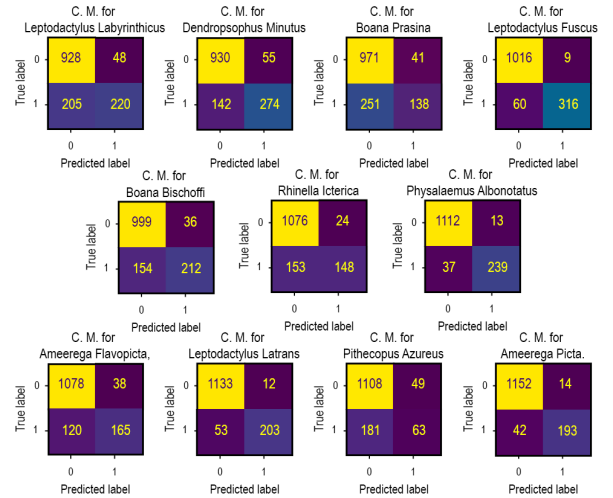 C. M. for
Leptodactylus Labyrinthicus
True label
0 928 48
1 205 220
0 1
Predicted label
C. M. for
Dendropsophus Minutus
0 930 55
1 142 274
0 1
Predicted label
C. M. for
Boana Prasina
0 971 41
1 251 138
0 1
Predicted label
C. M. for
Leptodactylus Fuscus
True label
0 1016 9
1 60 316
0 1
Predicted label
C. M. for
Boana Bischoffi
True label
0 999 36
1 154 212
0 1
Predicted label
C. M. for
Rhinella Icterica
True label
0 1076 24
1 153 148
0 1
Predicted label
C. M. for
Physalaemus Albonotatus
True label
0 1112 13
1 37 239
0 1
Predicted label
C. M. for
Ameerega Flavopicta,
True label
0 1078 38
1 120 165
0 1
Predicted label
C. M. for
Leptodactylus Latrans
True label
0 1133 12
1 53 203
0 1
Predicted label
C. M. for
Pithecopus Azureus
True label
0 1108 49
1 181 63
0 1
Predicted label
C. M. for
Ameerega Picta.
True label
0 1152 14
1 42 193
0 1
Predicted label